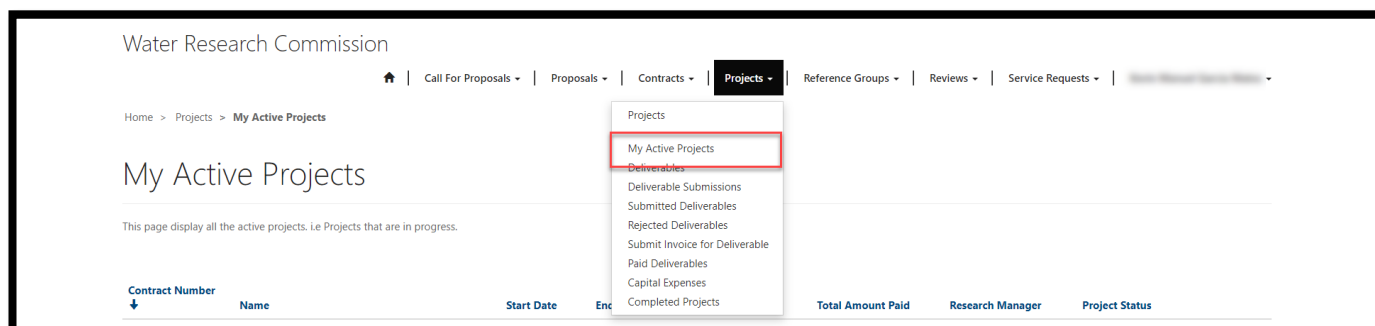 Water Research Commission
Call For Proposals | Proposals | Contracts | Projects | Reference Groups | Reviews | Service Requests |
Home > Projects > My Active Projects
Projects
My Active Projects
Deliverables
Deliverable Submissions
Submitted Deliverables
Rejected Deliverables
Submit Invoice for Deliverable
Paid Deliverables
Capital Expenses
Completed Projects
My Active Projects
This page display all the active projects. i.e Projects that are in progress.
Contract Number
Name Start Date Total Amount Paid Research Manager Project Status